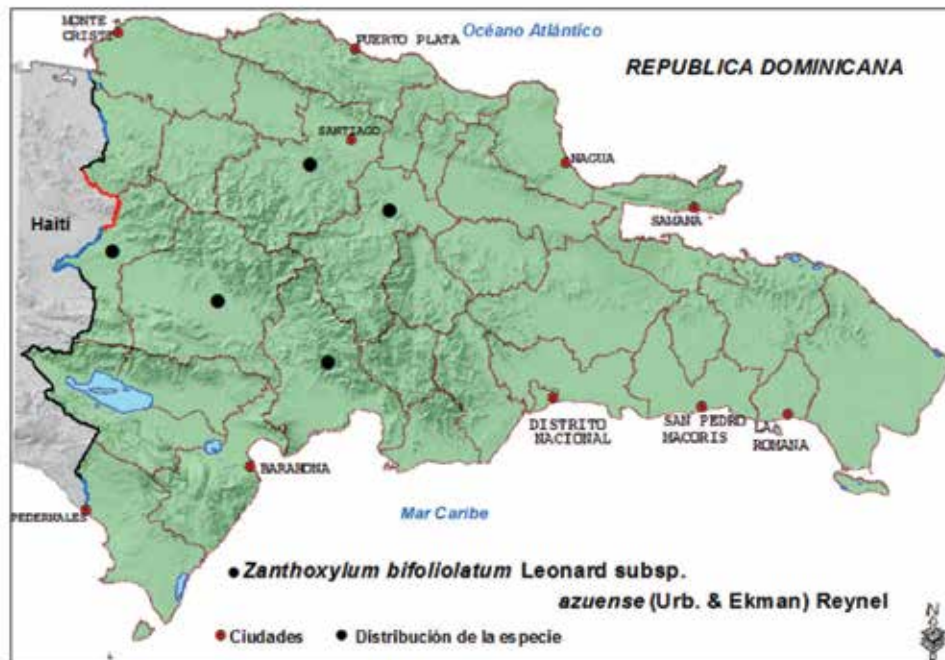 MONTE
CRISTI
PUERTO PLATA
Océano Atlántico
REPUBLICA DOMINICANA
SANTIAGO
NAGUA
Haití
SAMANA
DISTRITO
NACIONAL
SAN PEDRO
MACORIS
LA
ROMANA
BARAHONA
PEDERNALES
Mar Caribe
Zanthoxylum bifoliolatum Leonard subsp.
azuense (Urb. & Ekman) Reynel
Ciudades
Distribución de la especie
N